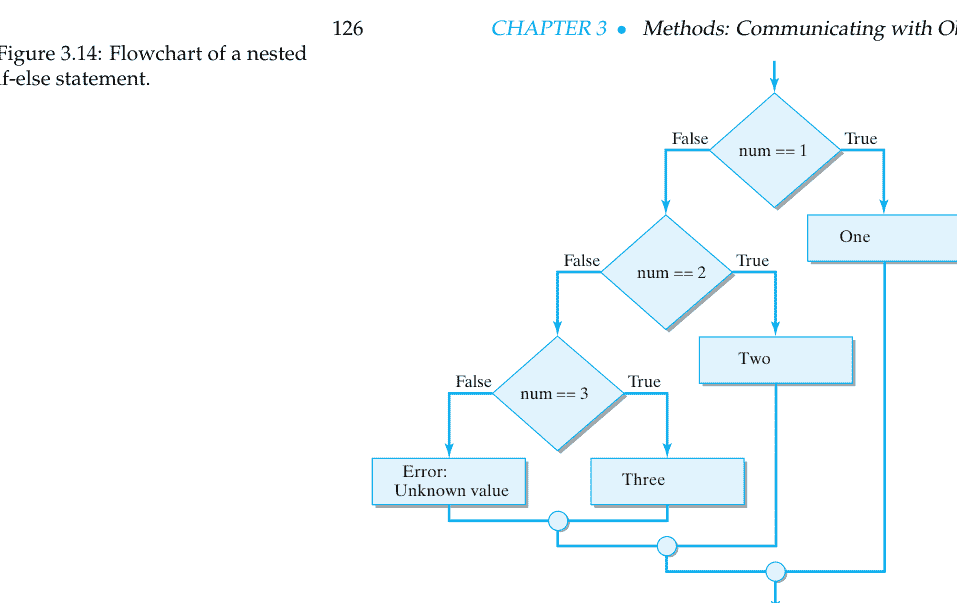 126 CHAPTER 3 • Methods: Communicating with
Figure 3.14: Flowchart of a nested
if-else statement.
False
num == 1
True
One
False
num == 2
True
Two
False
num == 3
True
Error:
Unknown value
Three